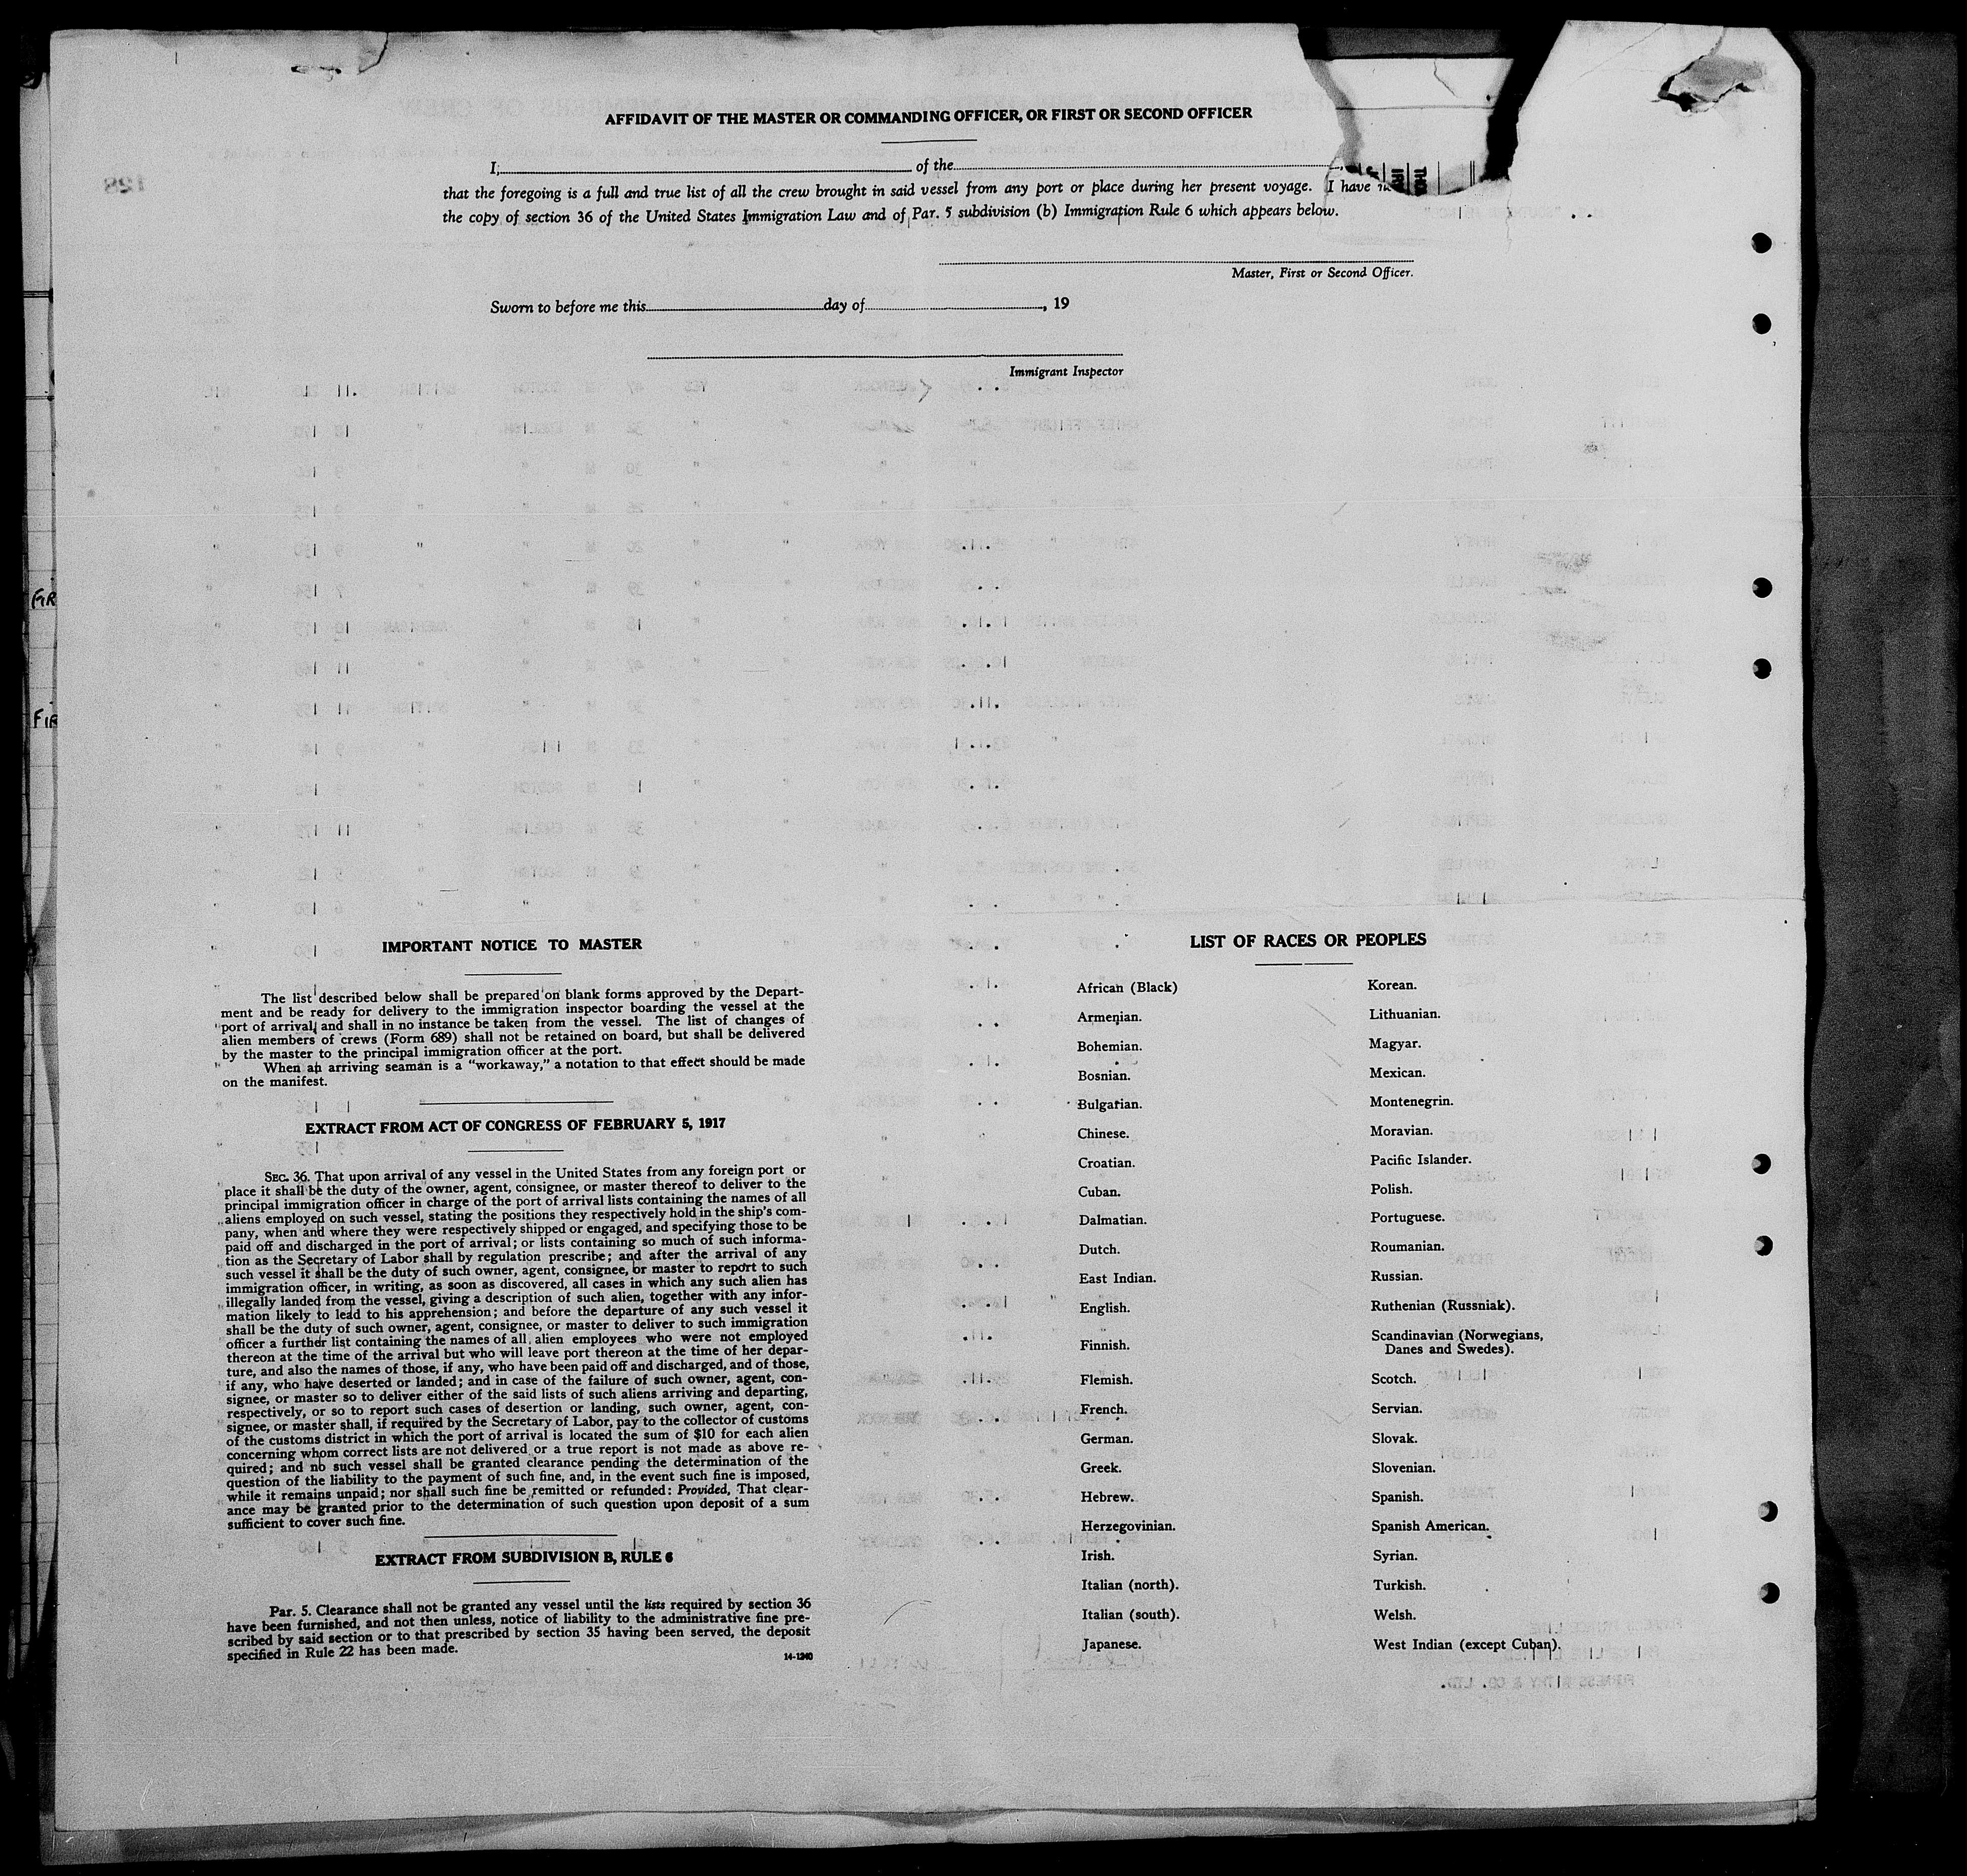 AFFIDAVIT OF THE MASTER OR COMMANDING OFFICER, OR FIRST OR SECOND OFFICER
I, of the
that the foregoing is a full and true list of all the crew brought in said vessel from any port or place during her present voyage. I have
the copy of section 36 of the United States Immigration Law and of Par. 5 subdivision (b) Immigration Rule 6 which appears below.
Master, First or Second Officer.
Sworn to before me this day of , 19
Immigrant Inspector
IMPORTANT NOTICE TO MASTER
The list described below shall be prepared on blank forms approved by the Depart-
ment and be ready for delivery to the immigration inspector boarding the vessel at the
port of arrival, and shall in no instance be taken from the vessel. The list of changes of
alien members of crews (Form 689) shall not be retained on board, but shall be delivered
by the master to the principal immigration officer at the port.
When an arriving seaman is a "workaway," a notation to that effect should be made
on the manifest.
EXTRACT FROM ACT OF CONGRESS OF FEBRUARY 5, 1917
SEC. 36. That upon arrival of any vessel in the United States from any foreign port or
place it shall be the duty of the owner, agent, consignee, or master thereof to deliver to the
principal immigration officer in charge of the port of arrival lists containing the names of all
aliens employed on such vessel, stating the positions they respectively hold in the ship's com-
pany, when and where they were respectively shipped or engaged, and specifying those to be
paid off and discharged in the port of arrival; or lists containing so much of such informa-
tion as the Secretary of Labor shall by regulation prescribe; and after the arrival of any
such vessel it shall be the duty of such owner, agent, consignee, or master to report to such
immigration officer, in writing, as soon as discovered, all cases in which any such alien has
illegally landed from the vessel, giving a description of such alien, together with any infor-
mation likely to lead to his apprehension; and before the departure of any such vessel it
shall be the duty of such owner, agent, consignee, or master to deliver to such immigration
officer a further list containing the names of all alien employees who were not employed
thereon at the time of the arrival but who will leave port thereon at the time of her depar-
ture, and also the names of those, if any, who have been paid off and discharged, and of those,
if any, who have deserted or landed; and in case of the failure of such owner, agent, con-
signee, or master so to deliver either of the said lists of such aliens arriving and departing,
respectively, or so to report such cases of desertion or landing, such owner, agent, con-
signee, or master shall, if required by the Secretary of Labor, pay to the collector of customs
of the customs district in which the port of arrival is located the sum of $10 for each alien
concerning whom correct lists are not delivered or a true report is not made as above re-
quired; and no such vessel shall be granted clearance pending the determination of the
question of the liability to the payment of such fine, and, in the event such fine is imposed,
while it remains unpaid; nor shall such fine be remitted or refunded: Provided, That clear-
ance may be granted prior to the determination of such question upon deposit of a sum
sufficient to cover such fine.
EXTRACT FROM SUBDIVISION B, RULE 6
Par. 5. Clearance shall not be granted any vessel until the lists required by section 36
have been furnished, and not then unless, notice of liability to the administrative fine pre-
scribed by said section or to that prescribed by section 35 having been served, the deposit
specified in Rule 22 has been made.
14-1240
LIST OF RACES OR PEOPLES
African (Black)
Armenian.
Bohemian.
Bosnian.
Bulgarian.
Chinese.
Croatian.
Cuban.
Dalmatian.
Dutch.
East Indian.
English.
Finnish.
Flemish.
French.
German.
Greek.
Hebrew.
Herzegovinian.
Irish.
Italian (north).
Italian (south).
Japanese.
Korean.
Lithuanian.
Magyar.
Mexican.
Montenegrin.
Moravian.
Pacific Islander.
Polish.
Portuguese.
Roumanian.
Russian.
Ruthenian (Russniak).
Scandinavian (Norwegians,
Danes and Swedes).
Scotch.
Servian.
Slovak.
Slovenian.
Spanish.
Spanish American.
Syrian.
Turkish.
Welsh.
West Indian (except Cuban).